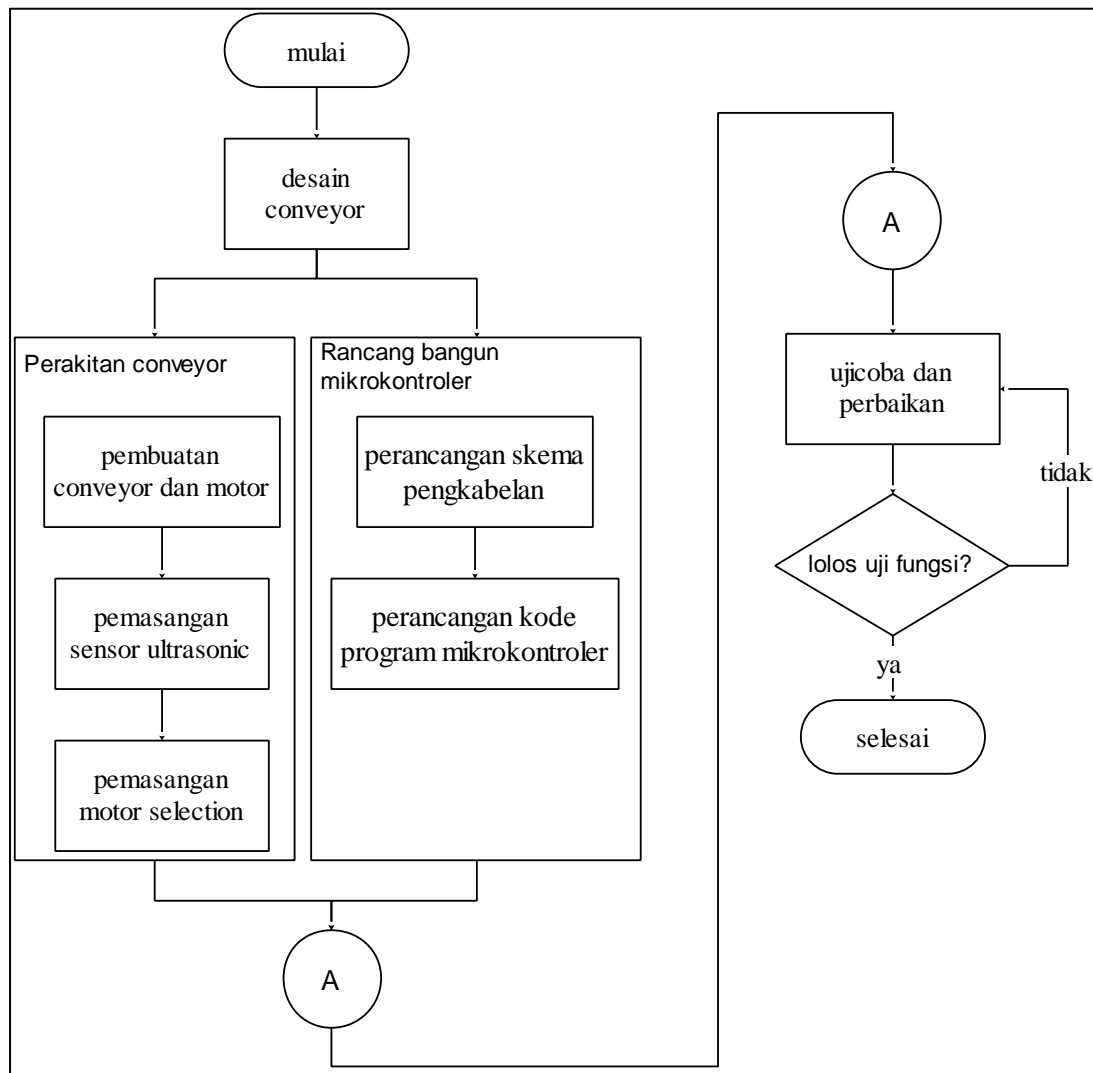 mulai
desain
conveyor
Perakitan conveyor
pembuatan
conveyor dan motor
pemasangan
sensor ultrasonic
pemasangan
motor selection
Rancang bangun
mikrokontroler
perancangan skema
pengkabelan
perancangan kode
program mikrokontroler
A
A
ujicoba dan
perbaikan
tidak
lolos uji fungsi?
ya
selesai